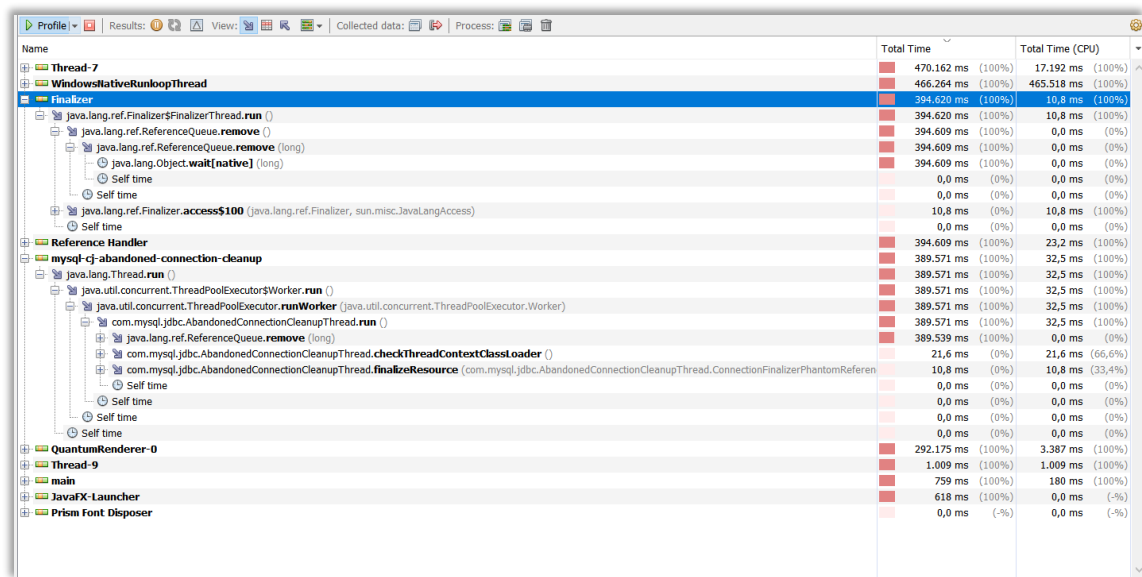 Profile Results: View: Collected data: Process:
Name Total Time Total Time (CPU)
Thread-7 470.162 ms (100%) 17.192 ms (100%)
WindowsNativeRunloopThread 466.264 ms (100%) 465.518 ms (100%)
Finalizer 394.620 ms (100%) 10,8 ms (100%)
java.lang.ref.Finalizer$FinalizerThread.run () 394.620 ms (100%) 10,8 ms (100%)
java.lang.ref.ReferenceQueue.remove () 394.609 ms (100%) 0,0 ms (0%)
java.lang.ref.ReferenceQueue.remove (long) 394.609 ms (100%) 0,0 ms (0%)
java.lang.Object.wait[native] (long) 394.609 ms (100%) 0,0 ms (0%)
Self time 0,0 ms (0%) 0,0 ms (0%)
Self time 0,0 ms (0%) 0,0 ms (0%)
java.lang.ref.Finalizer.access$100 (java.lang.ref.Finalizer, sun.misc.JavaLangAccess) 10,8 ms (0%) 10,8 ms (100%)
Self time 0,0 ms (0%) 0,0 ms (0%)
Reference Handler 394.609 ms (100%) 23,2 ms (100%)
mysql-cj-abandoned-connection-cleanup 389.571 ms (100%) 32,5 ms (100%)
java.lang.Thread.run () 389.571 ms (100%) 32,5 ms (100%)
java.util.concurrent.ThreadPoolExecutor$Worker.run () 389.571 ms (100%) 32,5 ms (100%)
java.util.concurrent.ThreadPoolExecutor.runWorker (java.util.concurrent.ThreadPoolExecutor.Worker) 389.571 ms (100%) 32,5 ms (100%)
com.mysql.jdbc.AbandonedConnectionCleanupThread.run () 389.571 ms (100%) 32,5 ms (100%)
java.lang.ref.ReferenceQueue.remove (long) 389.539 ms (100%) 0,0 ms (0%)
com.mysql.jdbc.AbandonedConnectionCleanupThread.checkThreadContextClassLoader () 21,6 ms (0%) 21,6 ms (66,6%)
com.mysql.jdbc.AbandonedConnectionCleanupThread.finalizeResource (com.mysql.jdbc.AbandonedConnectionCleanupThread.ConnectionFinalizerPhantomReferen 10,8 ms (0%) 10,8 ms (33,4%)
Self time 0,0 ms (0%) 0,0 ms (0%)
Self time 0,0 ms (0%) 0,0 ms (0%)
Self time 0,0 ms (0%) 0,0 ms (0%)
Self time 0,0 ms (0%) 0,0 ms (0%)
QuantumRenderer-0 292.175 ms (100%) 3.387 ms (100%)
Thread-9 1.009 ms (100%) 1.009 ms (100%)
main 759 ms (100%) 180 ms (100%)
JavaFX-Launcher 618 ms (100%) 0,0 ms (-%)
Prism Font Disposer 0,0 ms (-%) 0,0 ms (-%)